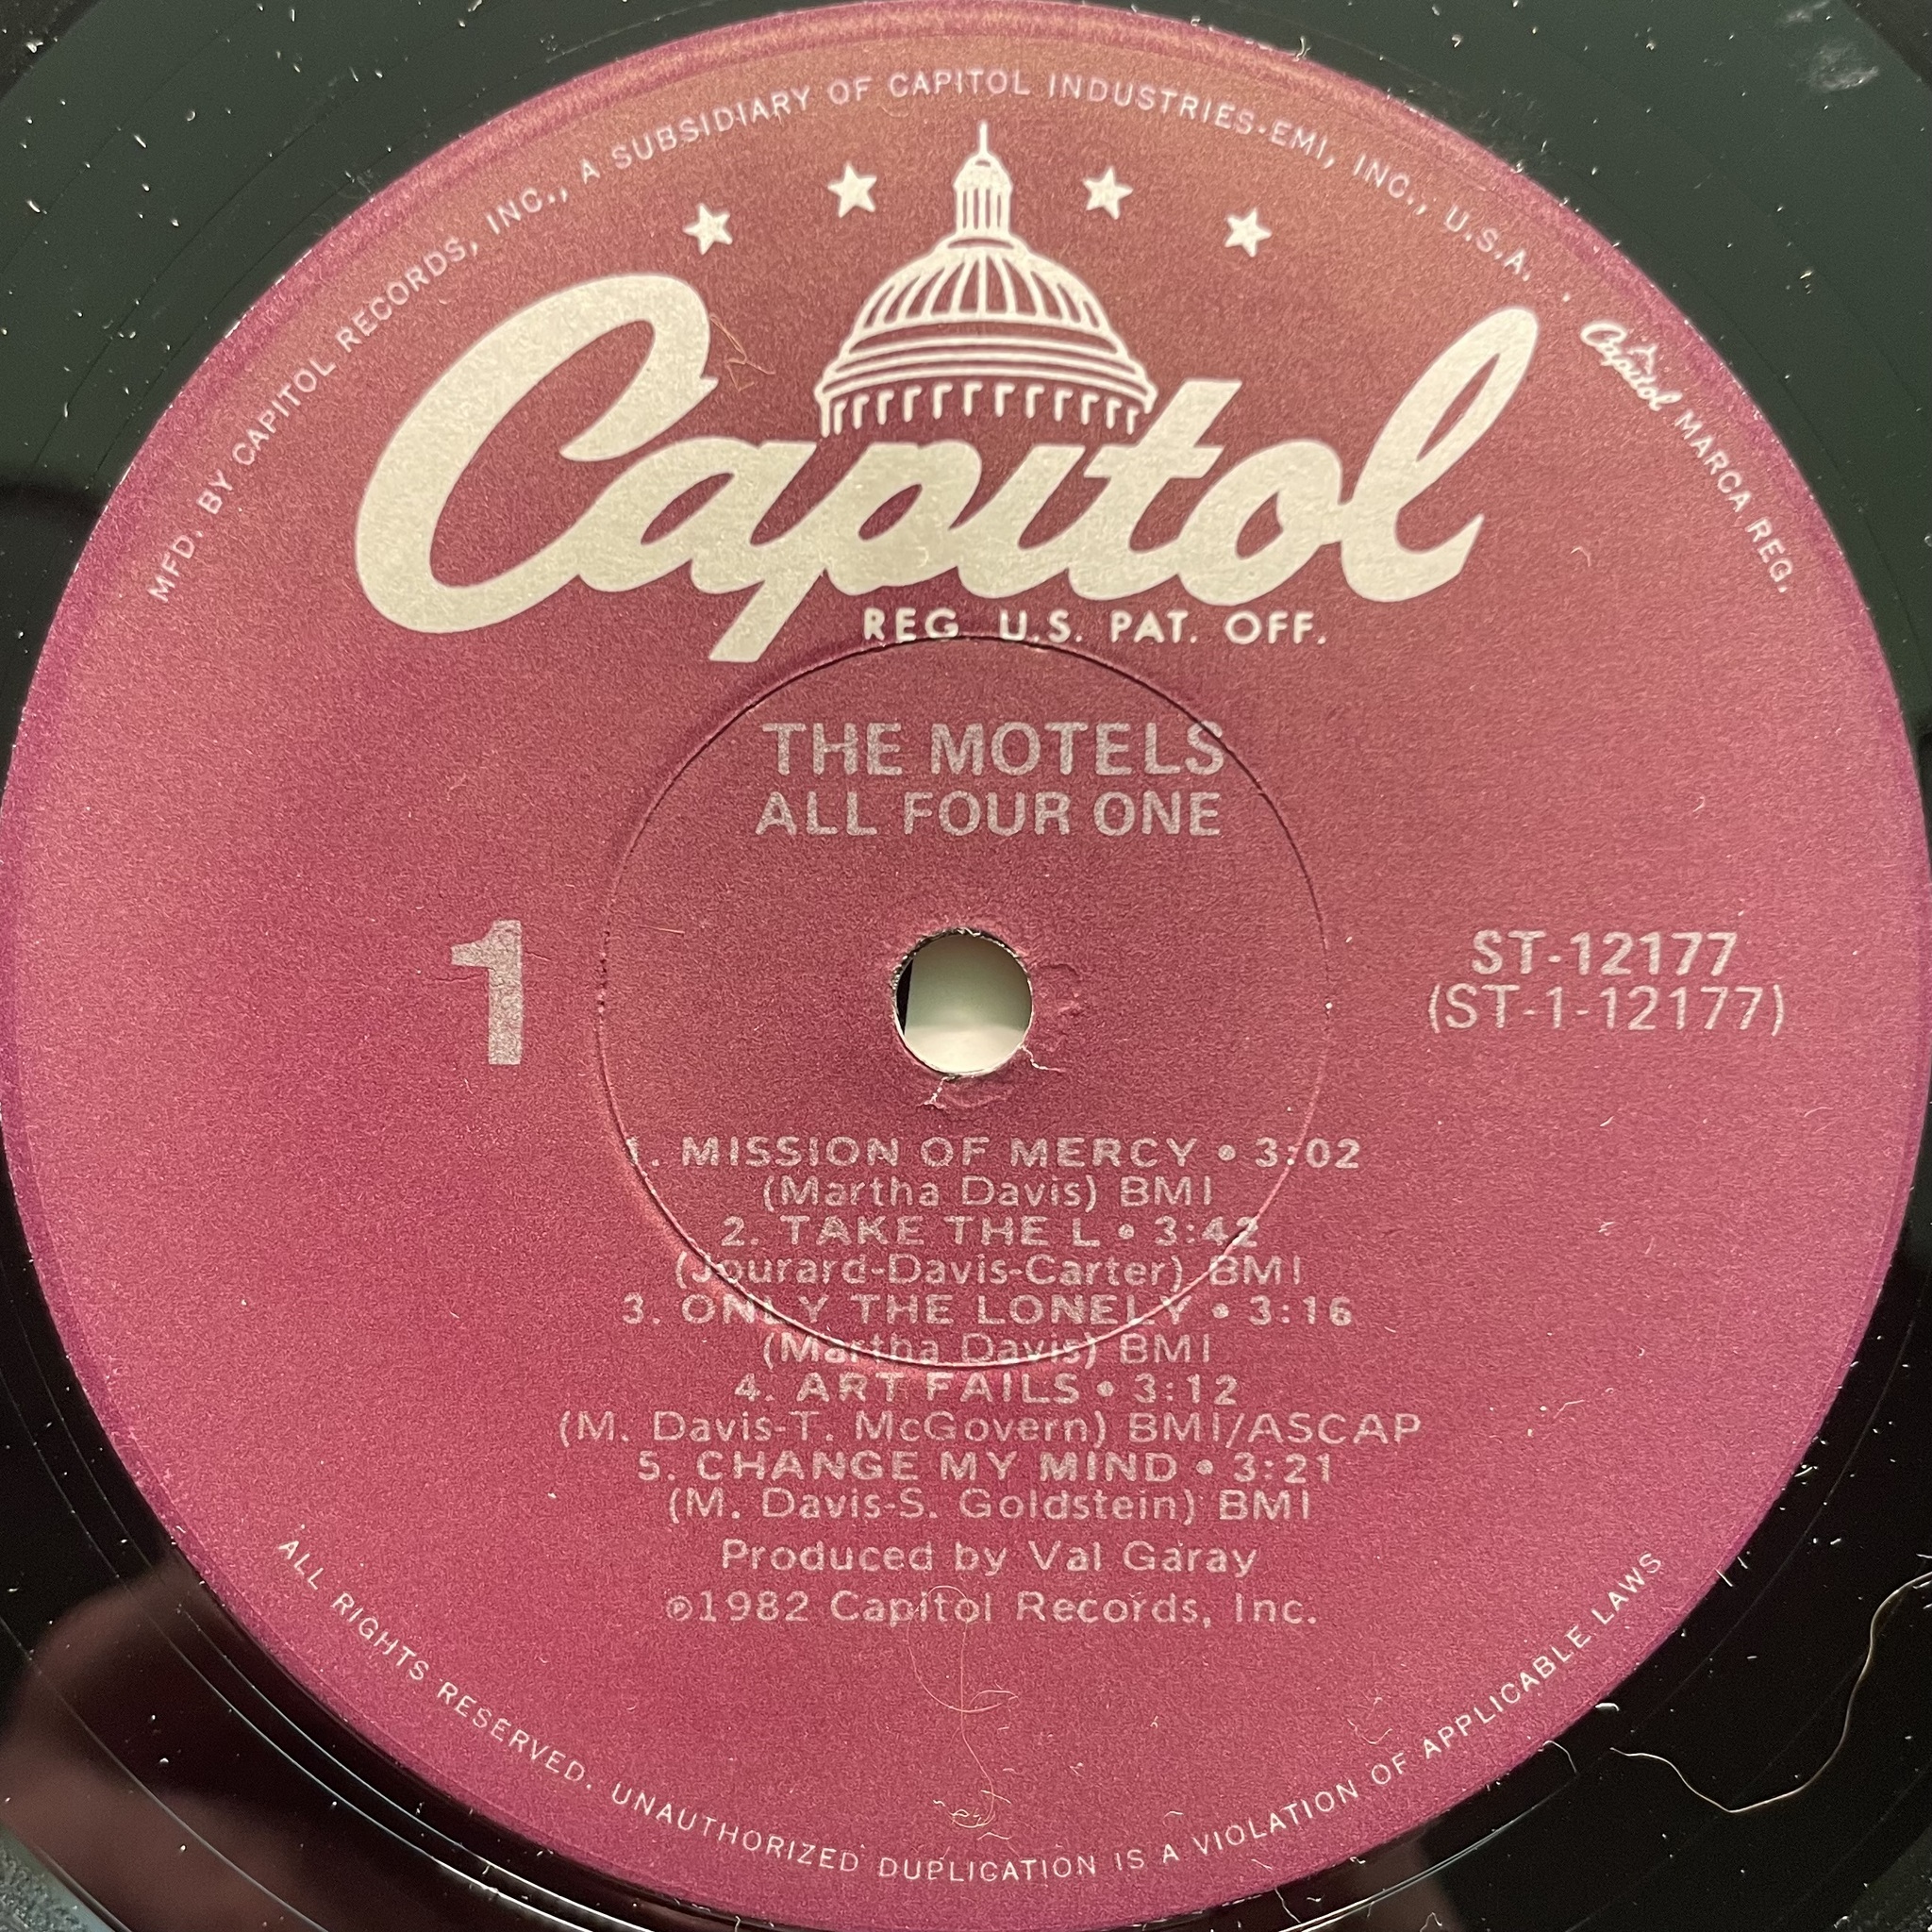 MFD. BY CAPITOL RECORDS, INC., A SUBSIDIARY OF CAPITOL INDUSTRIES-EMI, INC., U.S.A. . Capitol MARCA REG.
Capitol
REG. U.S. PAT. OFF.
THE MOTELS
ALL FOUR ONE
1
ST-12177
(ST-1-12177)
1. MISSION OF MERCY • 3:02
(Martha Davis) BMI
2. TAKE THE L • 3:42
(Jourard-Davis-Carter) BMI
3. ONLY THE LONELY • 3:16
(Martha Davis) BMI
4. ART FAILS • 3:12
(M. Davis-T. McGovern) BMI/ASCAP
5. CHANGE MY MIND • 3:21
(M. Davis-S. Goldstein) BMI
Produced by Val Garay
℗1982 Capitol Records, Inc.
ALL RIGHTS RESERVED. UNAUTHORIZED DUPLICATION IS A VIOLATION OF APPLICABLE LAWS